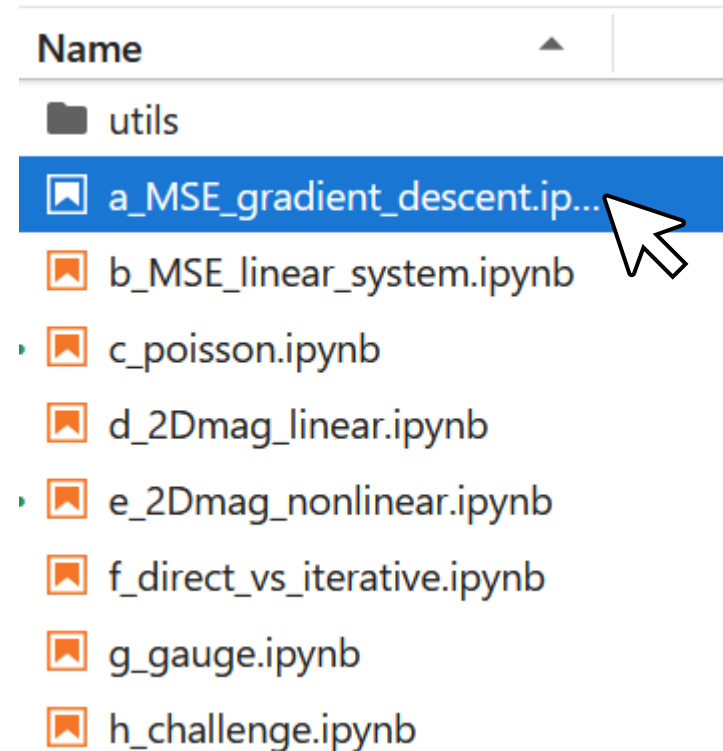 Name
utils
a_MSE_gradient_descent.ip...
b_MSE_linear_system.ipynb
c_poisson.ipynb
d_2Dmag_linear.ipynb
e_2Dmag_nonlinear.ipynb
f_direct_vs_iterative.ipynb
g_gauge.ipynb
h_challenge.ipynb